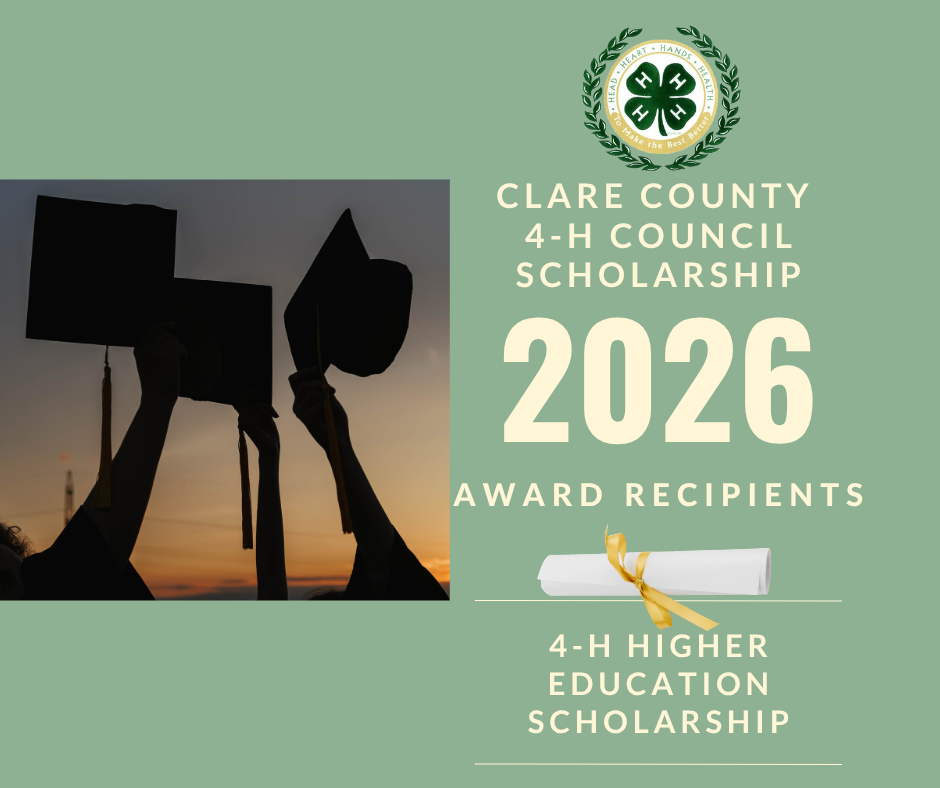 HEAD • HEART • HANDS • HEALTH
H H
H H
To Make the Best Better
CLARE COUNTY
4-H COUNCIL
SCHOLARSHIP
2026
AWARD RECIPIENTS
4-H HIGHER
EDUCATION
SCHOLARSHIP